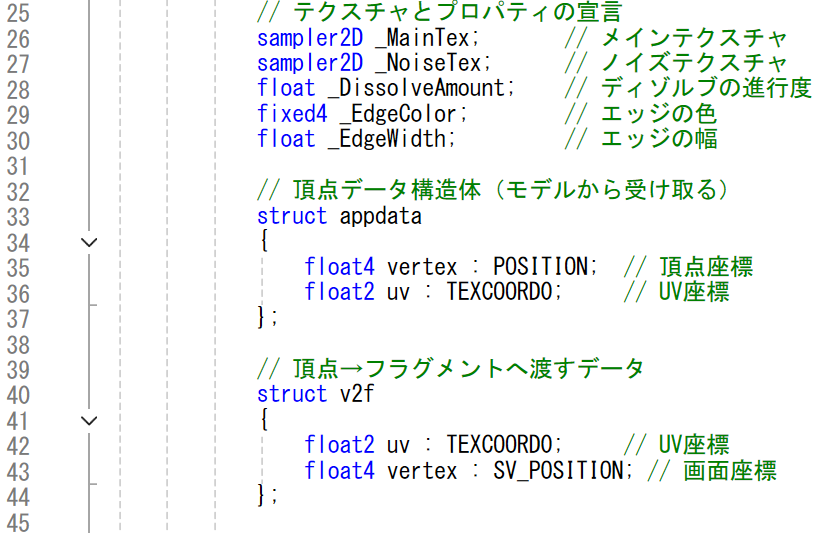 25 // テクスチャとプロパティの宣言
26 sampler2D _MainTex; // メインテクスチャ
27 sampler2D _NoiseTex; // ノイズテクスチャ
28 float _DissolveAmount; // ディゾルブの進行度
29 fixed4 _EdgeColor; // エッジの色
30 float _EdgeWidth; // エッジの幅
31
32 // 頂点データ構造体（モデルから受け取る）
33 struct appdata
34 {
35 float4 vertex : POSITION; // 頂点座標
36 float2 uv : TEXCOORD0; // UV座標
37 };
38
39 // 頂点→フラグメントへ渡すデータ
40 struct v2f
41 {
42 float2 uv : TEXCOORD0; // UV座標
43 float4 vertex : SV_POSITION; // 画面座標
44 };
45